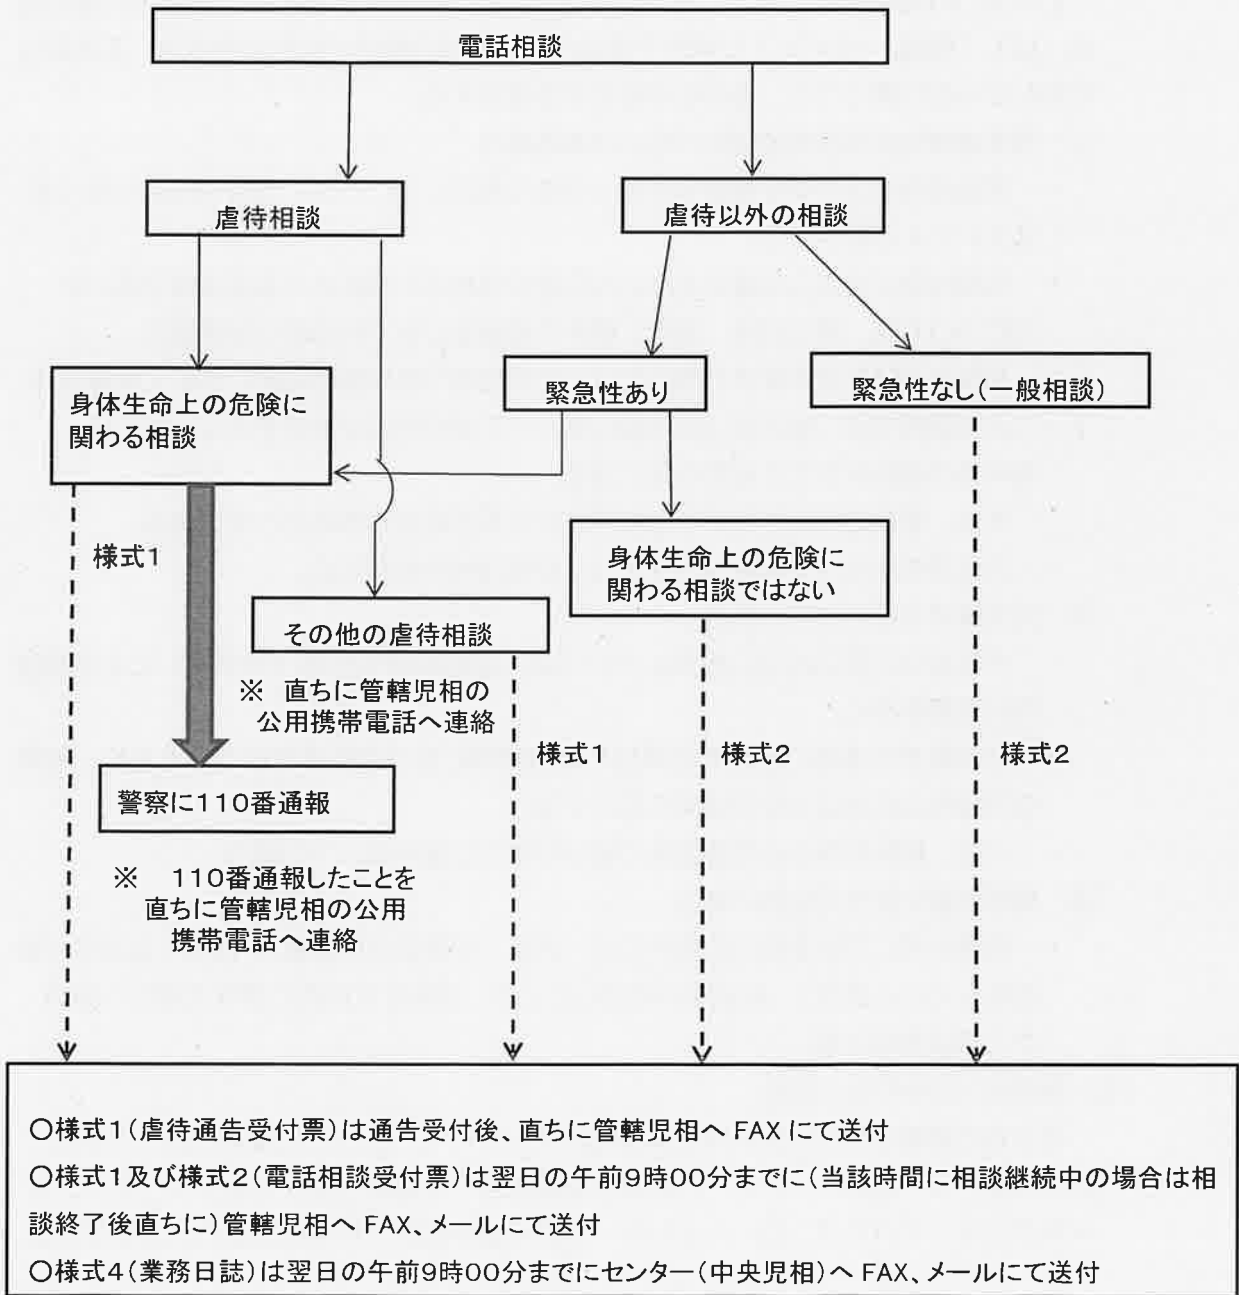 電話相談
虐待相談
虐待以外の相談
身体生命上の危険に
関わる相談
緊急性あり
緊急性なし(一般相談)
様式1
身体生命上の危険に
関わる相談ではない
その他の虐待相談
※ 直ちに管轄児相の
公用携帯電話へ連絡
様式1
様式2
様式2
警察に110番通報
※ 110番通報したことを
直ちに管轄児相の公用
携帯電話へ連絡
○様式1(虐待通告受付票)は通告受付後、直ちに管轄児相へ FAX にて送付
○様式1及び様式2(電話相談受付票)は翌日の午前9時00分までに(当該時間に相談継続中の場合は相
談終了後直ちに)管轄児相へ FAX、メールにて送付
○様式4(業務日誌)は翌日の午前9時00分までにセンター(中央児相)へ FAX、メールにて送付